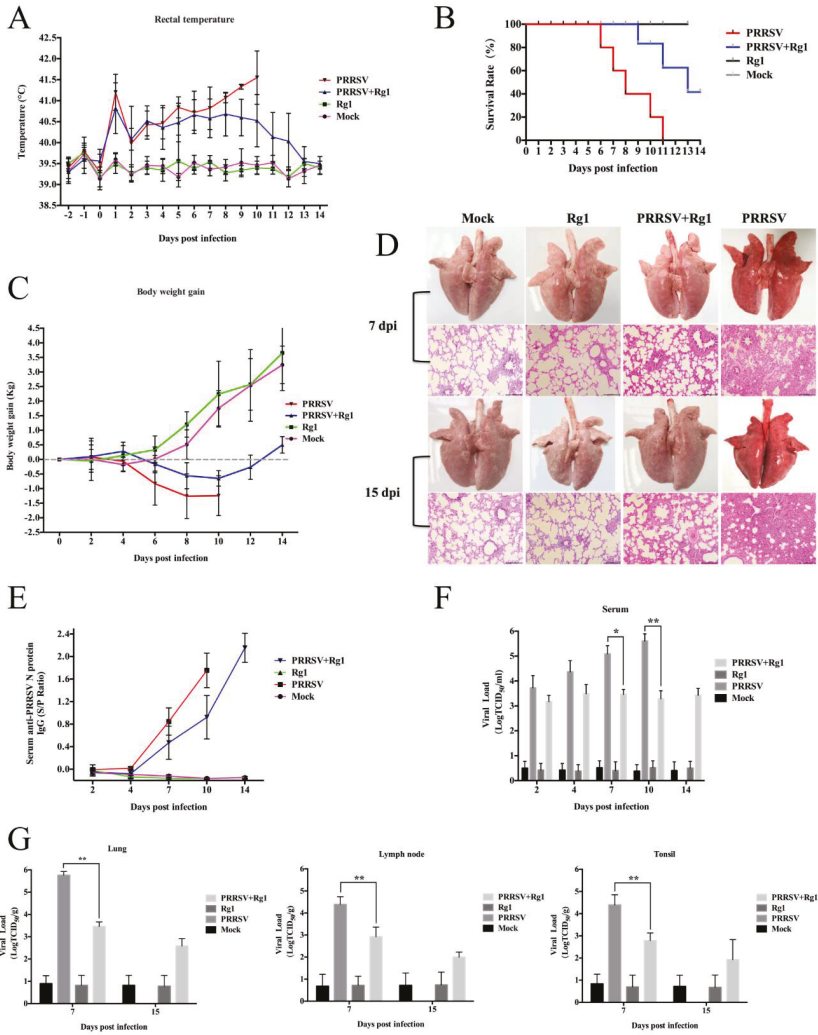 A
Rectal temperature
42.5
42.0
41.5
41.0
40.5
40.0
39.5
39.0
38.5
Temperature (°C)
-2 -1 0 1 2 3 4 5 6 7 8 9 10 11 12 13 14
Days post infection
PRRSV
PRRSV+Rg1
Rg1
Mock
B
100
80
60
40
20
0
Survival Rate (%)
0 1 2 3 4 5 6 7 8 9 10 11 12 13 14
Days post infection
PRRSV
PRRSV+Rg1
Rg1
Mock
C
Body weight gain
4.5
4.0
3.5
3.0
2.5
2.0
1.5
1.0
0.5
0.0
-0.5
-1.0
-1.5
-2.0
-2.5
Body weight gain (Kg)
0 2 4 6 8 10 12 14
Days post infection
PRRSV
PRRSV+Rg1
Rg1
Mock
D
Mock Rg1 PRRSV+Rg1 PRRSV
7 dpi
15 dpi
E
2.4
2.0
1.6
1.2
0.8
0.4
0.0
Serum anti-PRRSV N protein
IgG (S/P Ratio)
2 4 7 10 14
Days post infection
PRRSV+Rg1
Rg1
PRRSV
Mock
F
Serum
6
5
4
3
2
1
0
Viral Load
(LogTCID50/ml)
* **
2 4 7 10 14
Days post infection
PRRSV+Rg1
Rg1
PRRSV
Mock
G
Lung
6
5
4
3
2
1
0
Viral Load
(LogTCID50/g)
**
7 15
Days post infection
PRRSV+Rg1
Rg1
PRRSV
Mock
Lymph node
6
5
4
3
2
1
0
Viral Load
(LogTCID50/g)
**
7 15
Days post infection
PRRSV+Rg1
Rg1
PRRSV
Mock
Tonsil
6
5
4
3
2
1
0
Viral Load
(LogTCID50/g)
**
7 15
Days post infection
PRRSV+Rg1
Rg1
PRRSV
Mock